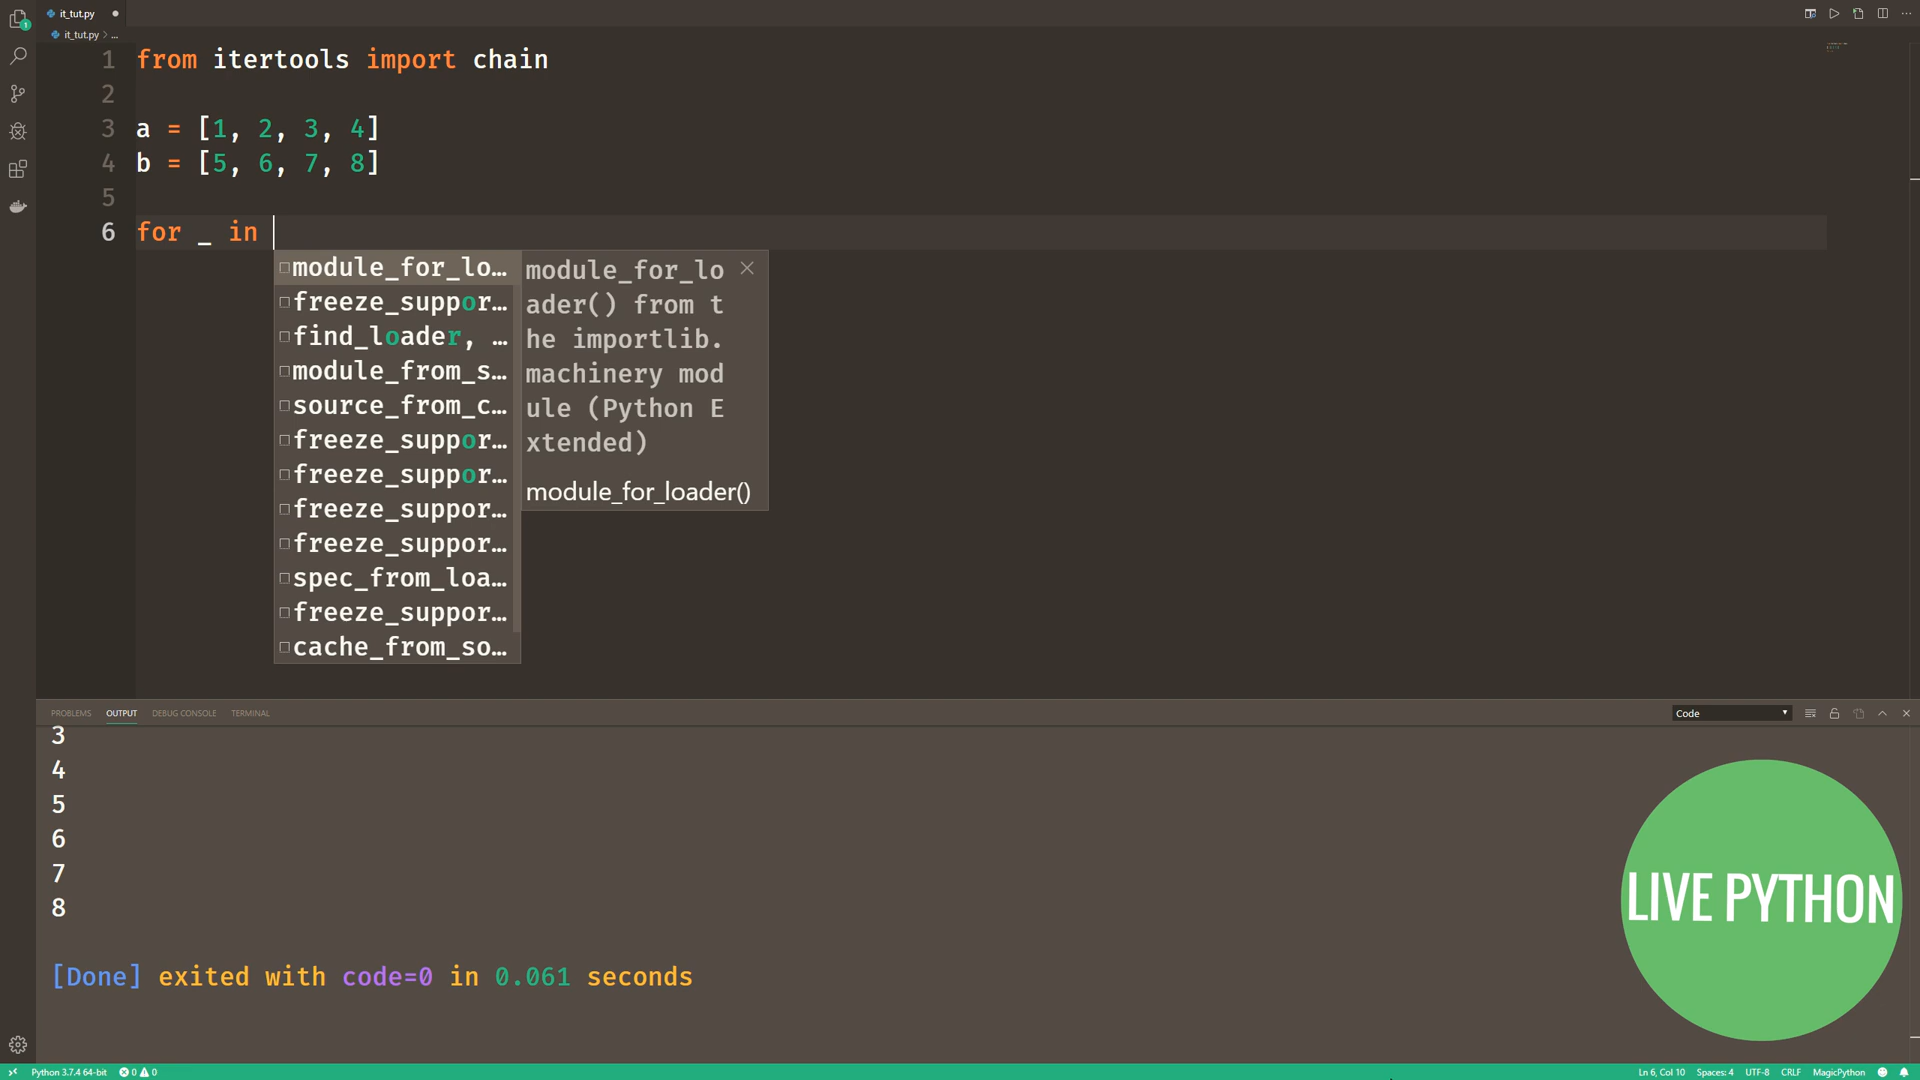 it_tut.py
it_tut.py > ...
1 from itertools import chain
2
3 a = [1, 2, 3, 4]
4 b = [5, 6, 7, 8]
5
6 for _ in
module_for_lo…
freeze_suppor…
find_loader, …
module_from_s…
source_from_c…
freeze_suppor…
freeze_suppor…
freeze_suppor…
freeze_suppor…
spec_from_loa…
freeze_suppor…
cache_from_so…
module_for_lo
ader() from t
he importlib.
machinery mod
ule (Python E
xtended)
module_for_loader()
PROBLEMS OUTPUT DEBUG CONSOLE TERMINAL
Code
3
4
5
6
7
8
[Done] exited with code=0 in 0.061 seconds
LIVE PYTHON
1
Python 3.7.4 64-bit 0 0
Ln 6, Col 10 Spaces: 4 UTF-8 CRLF MagicPython